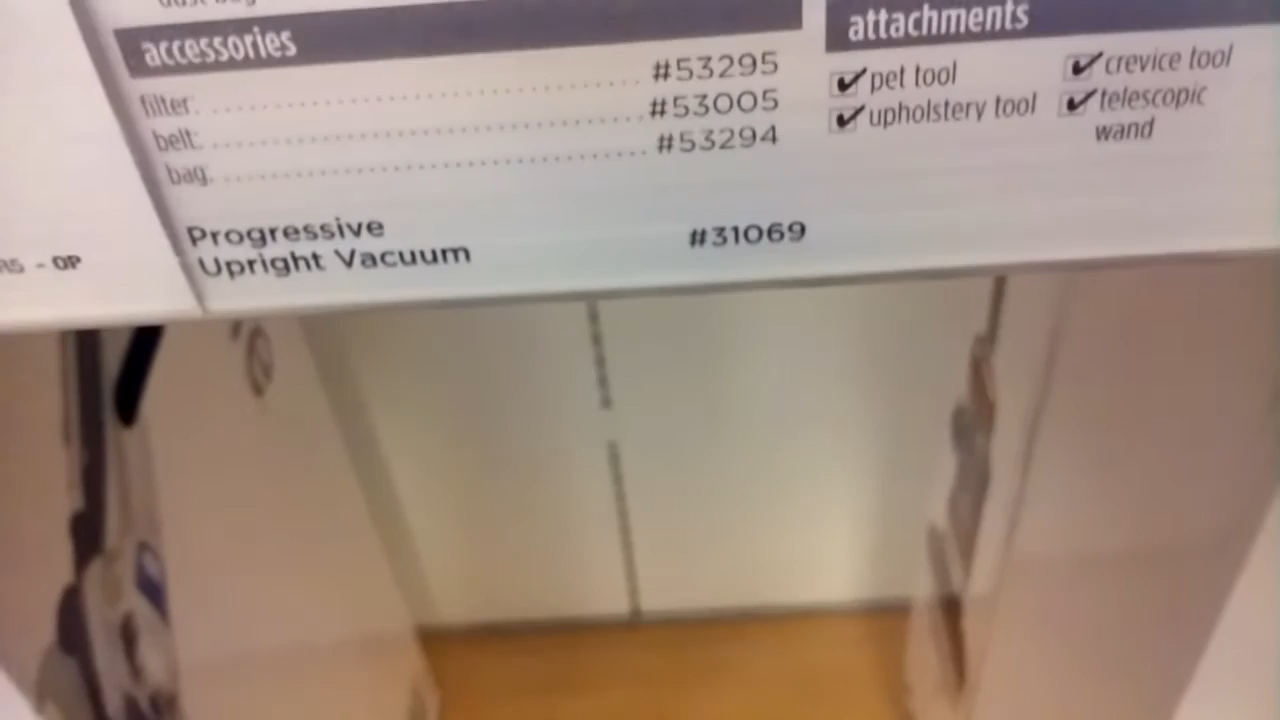 accessories
filter: #53295
belt: #53005
bag: #53294
Progressive
Upright Vacuum #31069
attachments
✔ pet tool ✔ crevice tool
✔ upholstery tool ✔ telescopic
wand
- OP